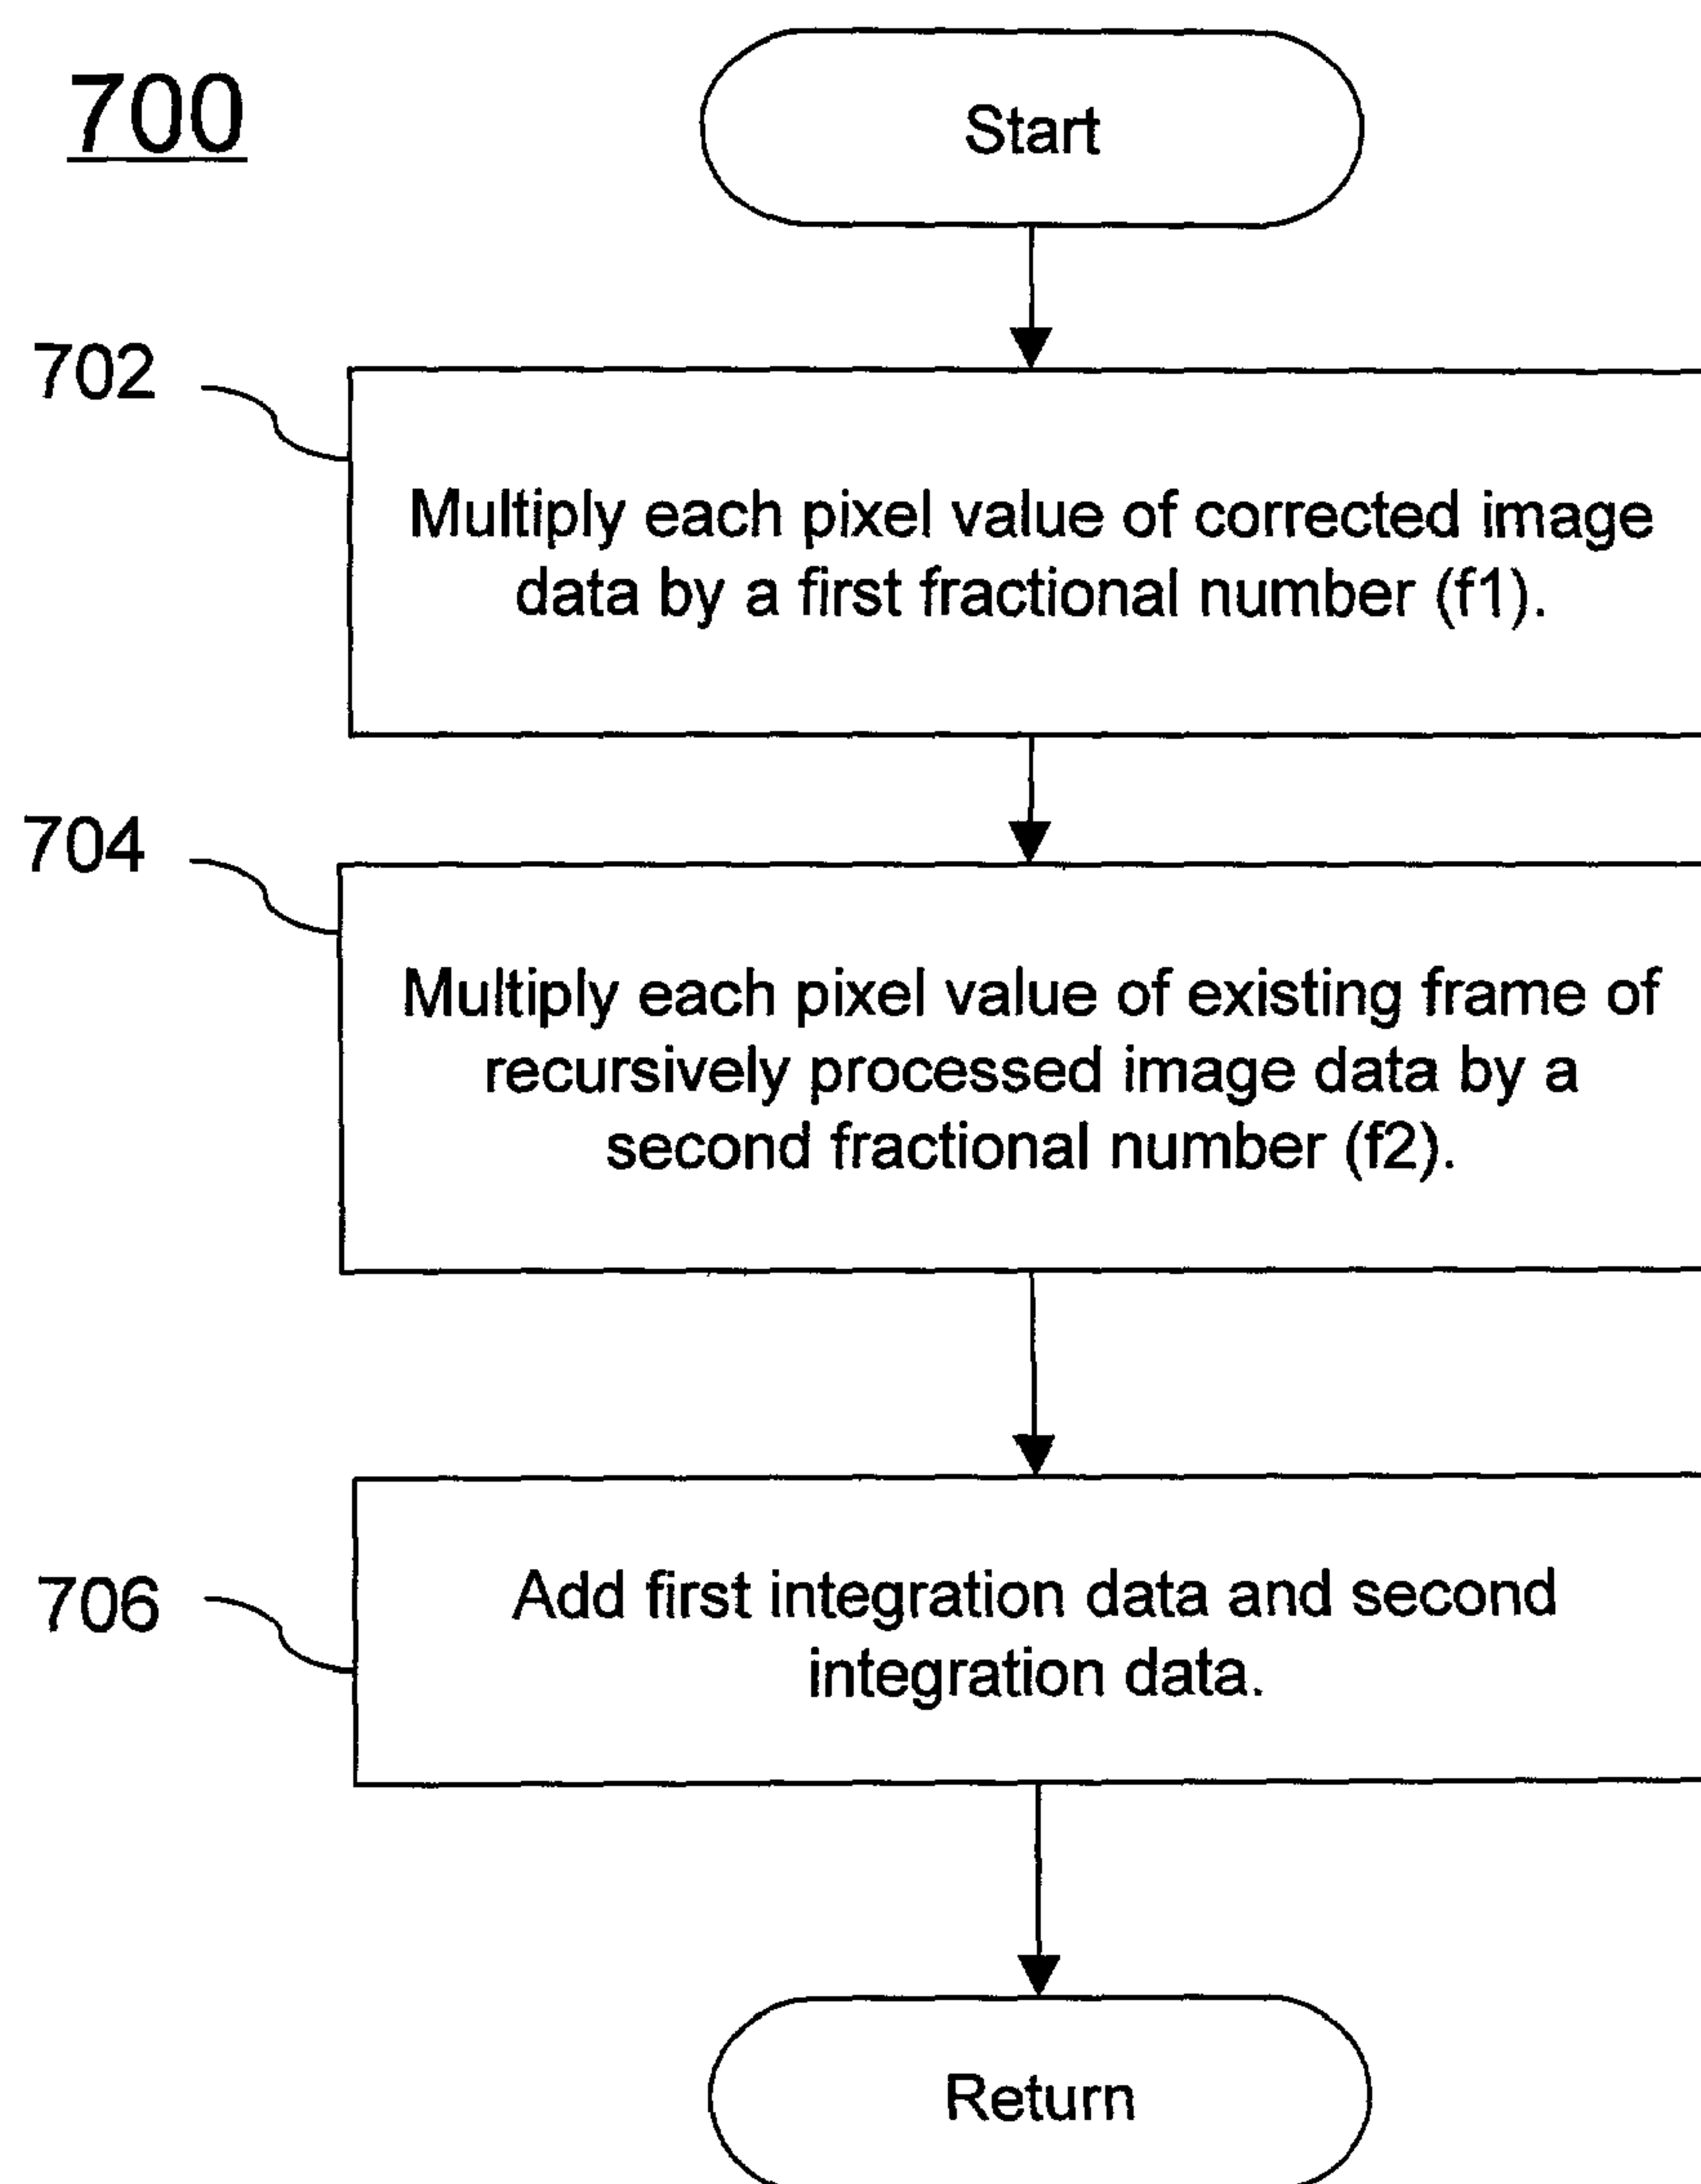 700
Start
702
Multiply each pixel value of corrected image
data by a first fractional number (f1).
704
Multiply each pixel value of existing frame of
recursively processed image data by a
second fractional number (f2).
706
Add first integration data and second
integration data.
Return